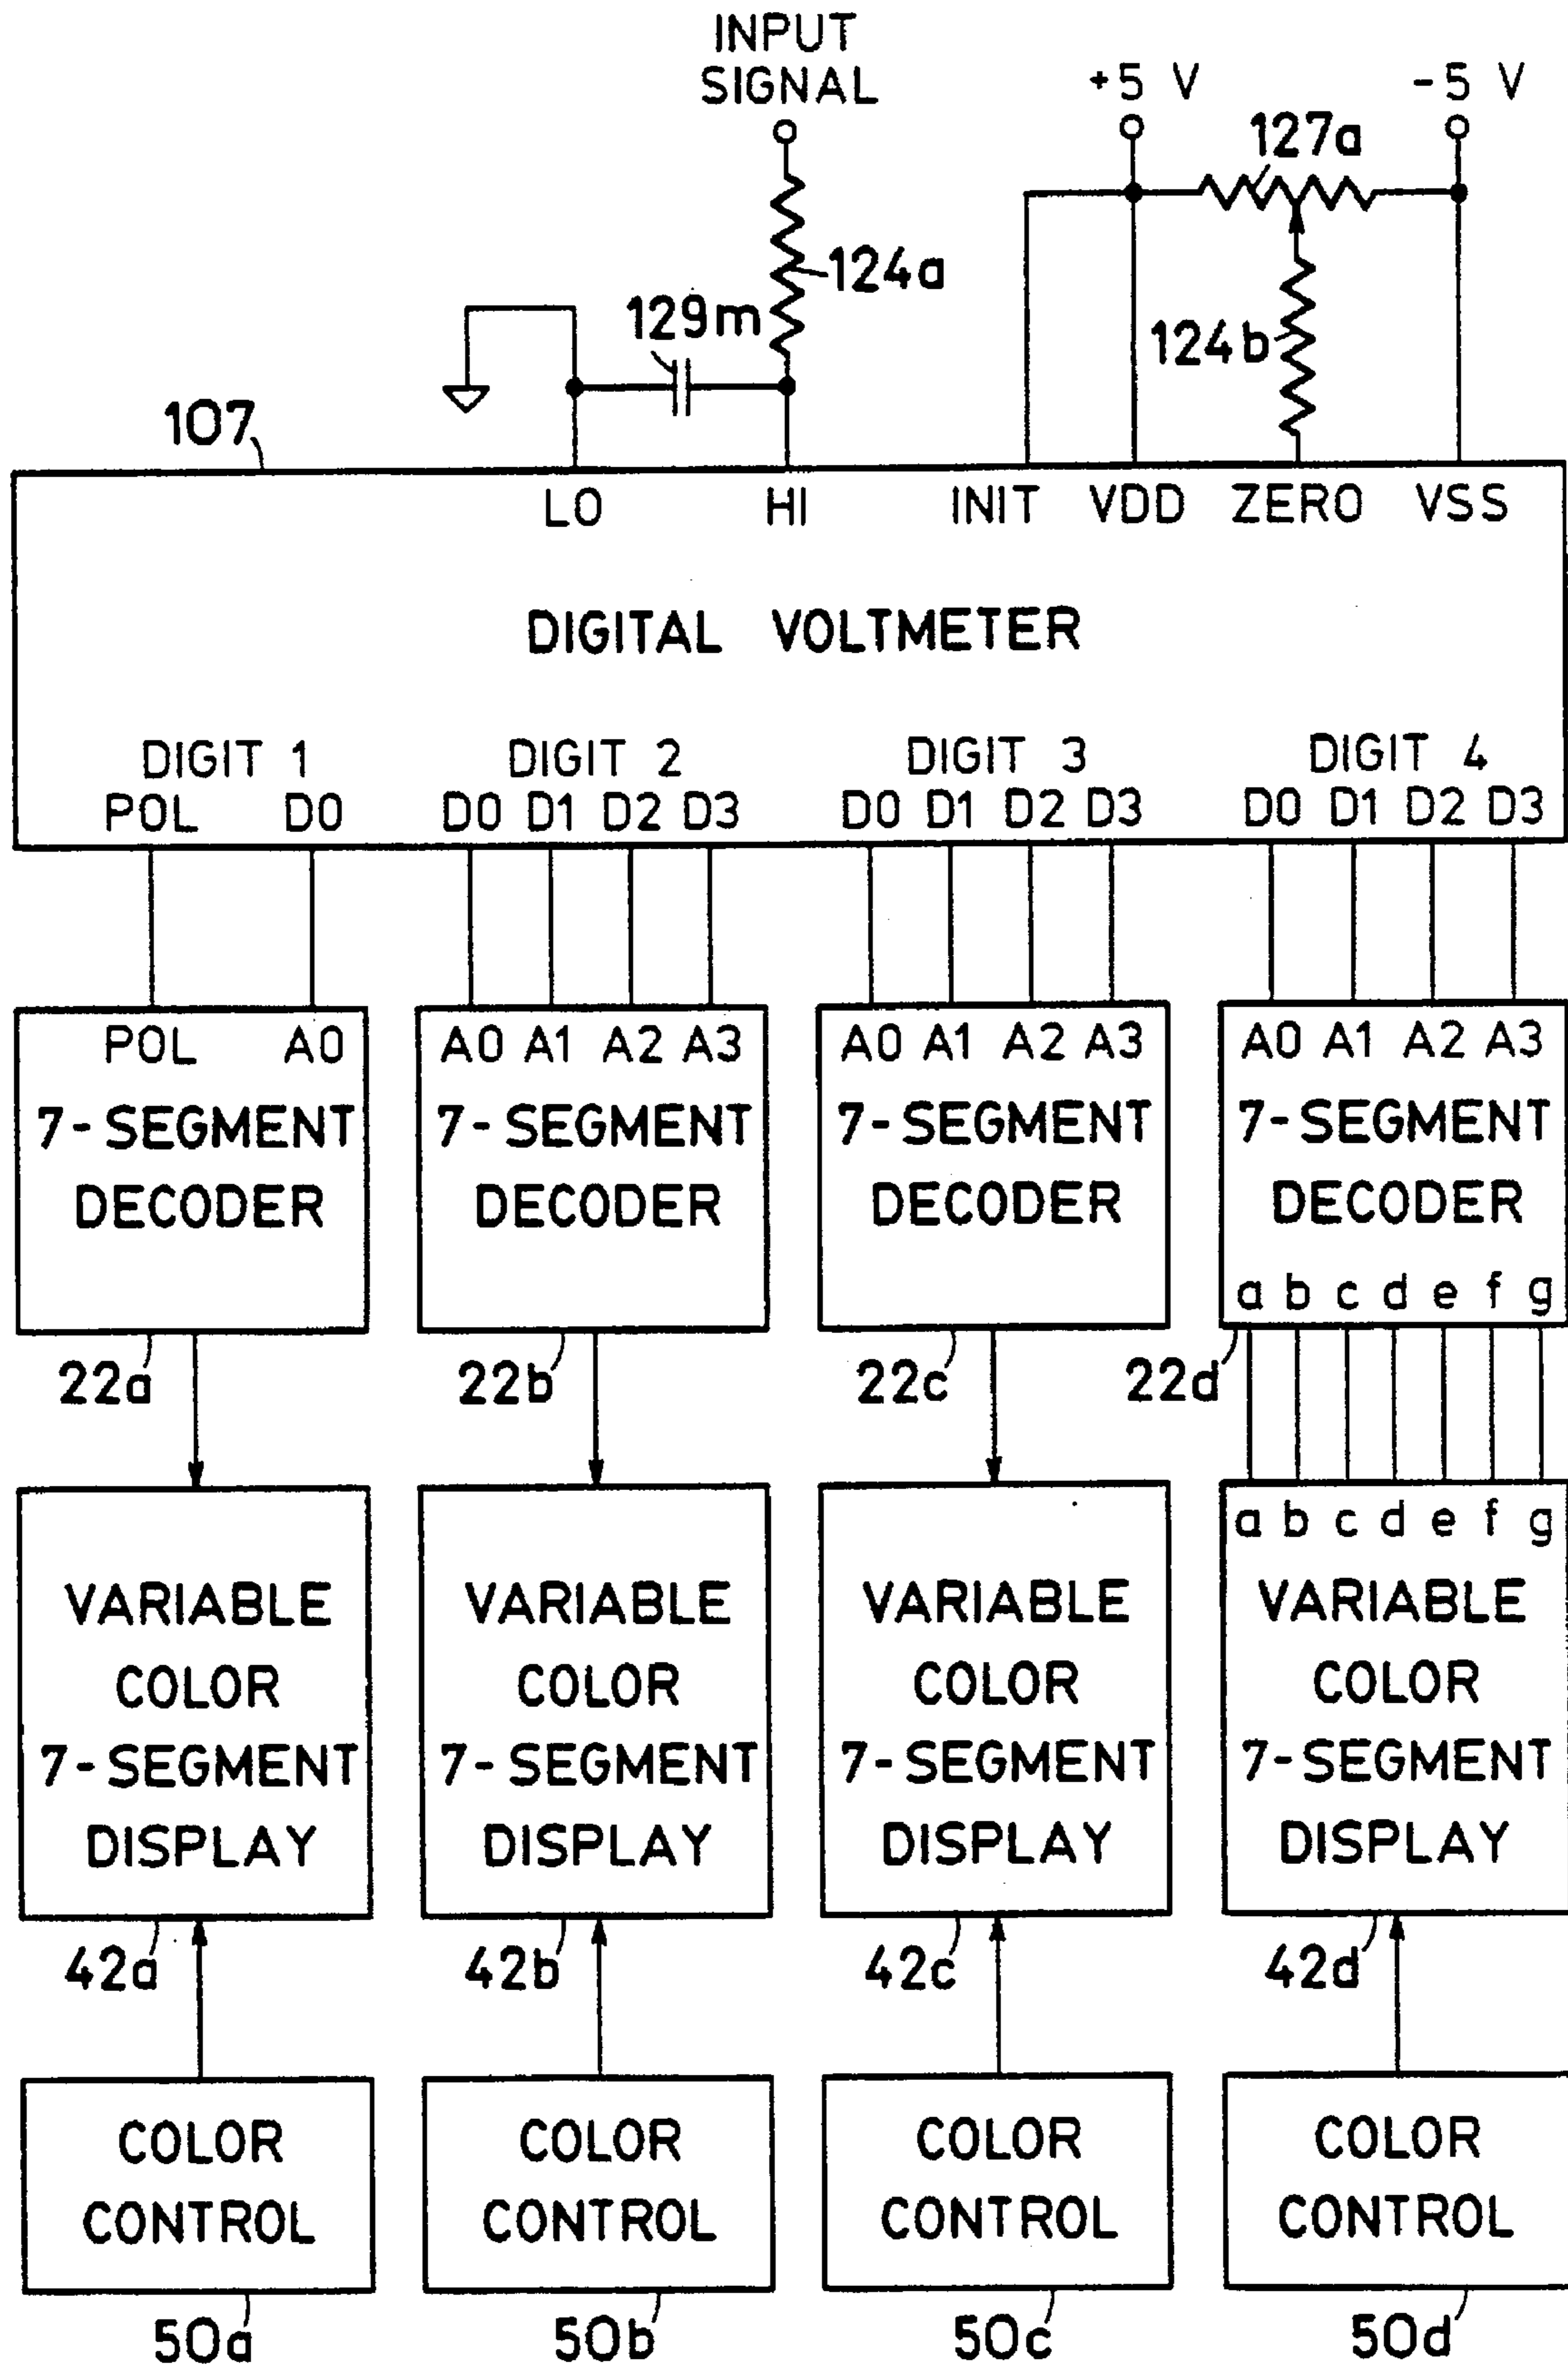 INPUT
SIGNAL
+5 V
-5 V
127a
124a
129m
124b
107
LO HI INIT VDD ZERO VSS
DIGITAL VOLTMETER
DIGIT 1 DIGIT 2 DIGIT 3 DIGIT 4
POL D0 D0 D1 D2 D3 D0 D1 D2 D3 D0 D1 D2 D3
POL A0 A0 A1 A2 A3 A0 A1 A2 A3 A0 A1 A2 A3
7-SEGMENT 7-SEGMENT 7-SEGMENT 7-SEGMENT
DECODER DECODER DECODER DECODER
a b c d e f g
22a 22b 22c 22d
a b c d e f g
VARIABLE VARIABLE VARIABLE VARIABLE
COLOR COLOR COLOR COLOR
7-SEGMENT 7-SEGMENT 7-SEGMENT 7-SEGMENT
DISPLAY DISPLAY DISPLAY DISPLAY
42a 42b 42c 42d
COLOR COLOR COLOR COLOR
CONTROL CONTROL CONTROL CONTROL
50a 50b 50c 50d